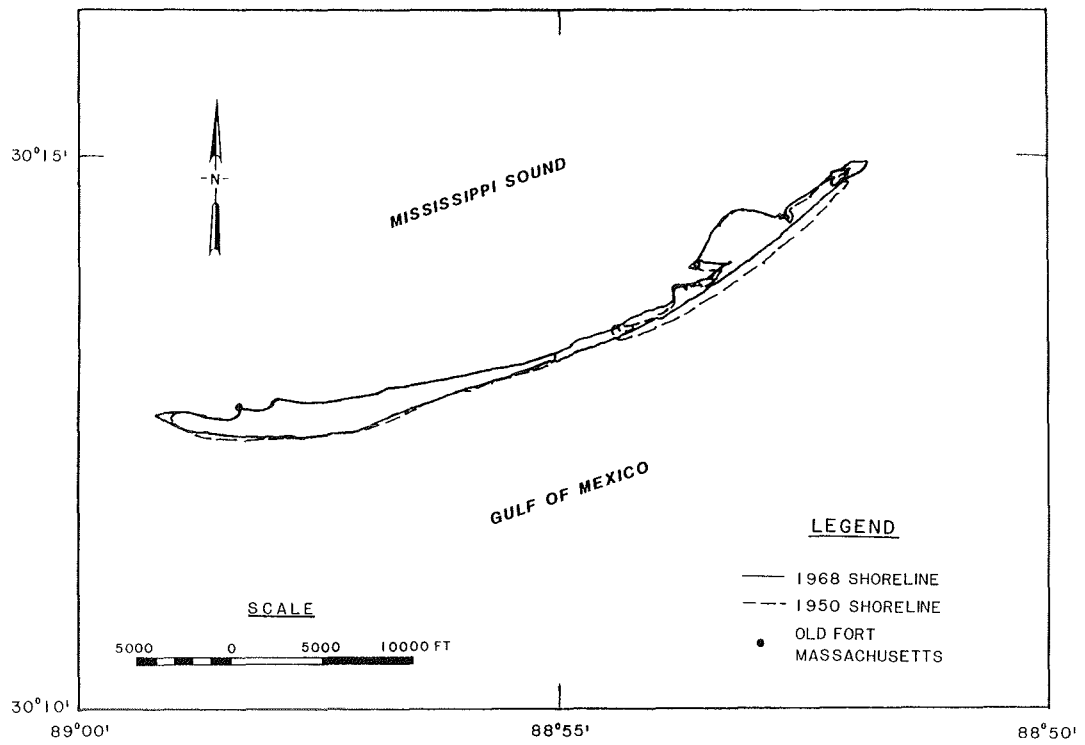 30°15'
N
MISSISSIPPI SOUND
GULF OF MEXICO
LEGEND
1968 SHORELINE
1950 SHORELINE
OLD FORT
MASSACHUSETTS
SCALE
5000 0 5000 10000 FT
30°10'
89°00' 88°55' 88°50'